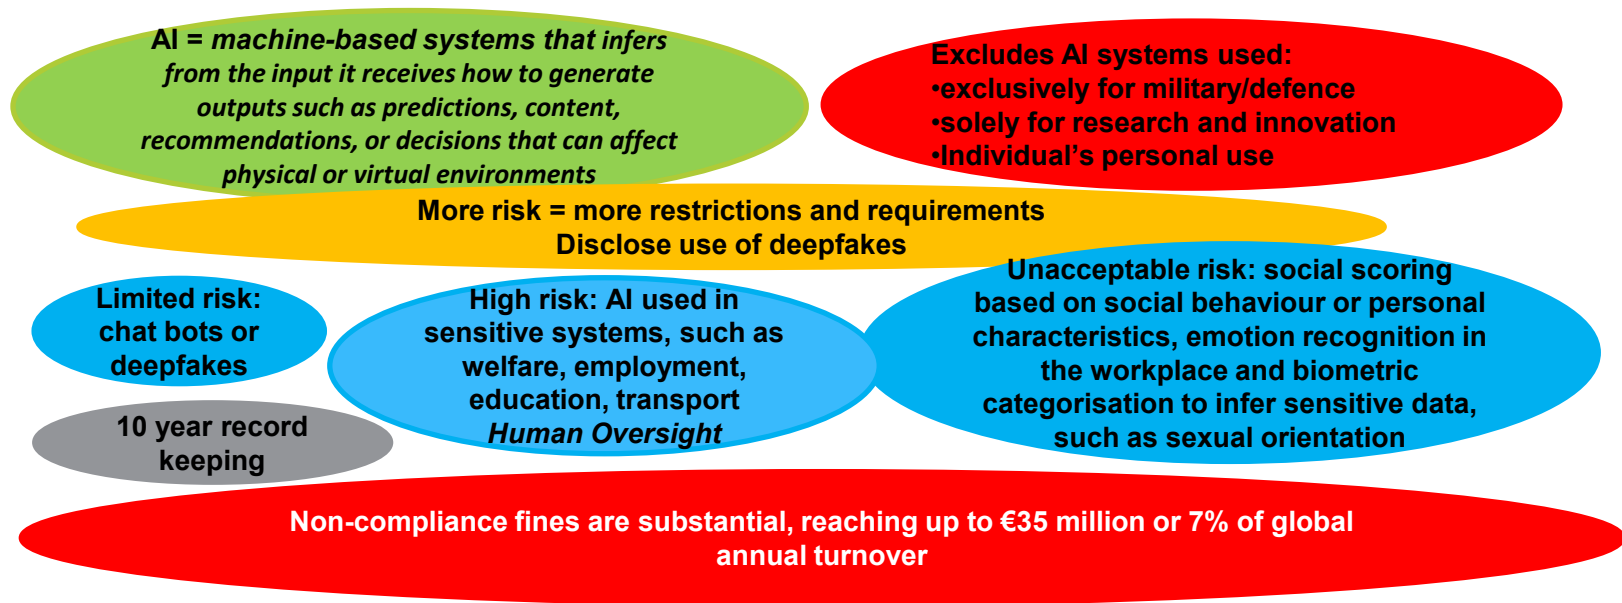 AI = machine-based systems that infers
from the input it receives how to generate
outputs such as predictions, content,
recommendations, or decisions that can affect
physical or virtual environments
Excludes AI systems used:
•exclusively for military/defence
•solely for research and innovation
•Individual's personal use
More risk = more restrictions and requirements
Disclose use of deepfakes
Limited risk:
chat bots or
deepfakes
High risk: AI used in
sensitive systems, such as
welfare, employment,
education, transport
Human Oversight
Unacceptable risk: social scoring
based on social behaviour or personal
characteristics, emotion recognition in
the workplace and biometric
categorisation to infer sensitive data,
such as sexual orientation
10 year record
keeping
Non-compliance fines are substantial, reaching up to €35 million or 7% of global
annual turnover